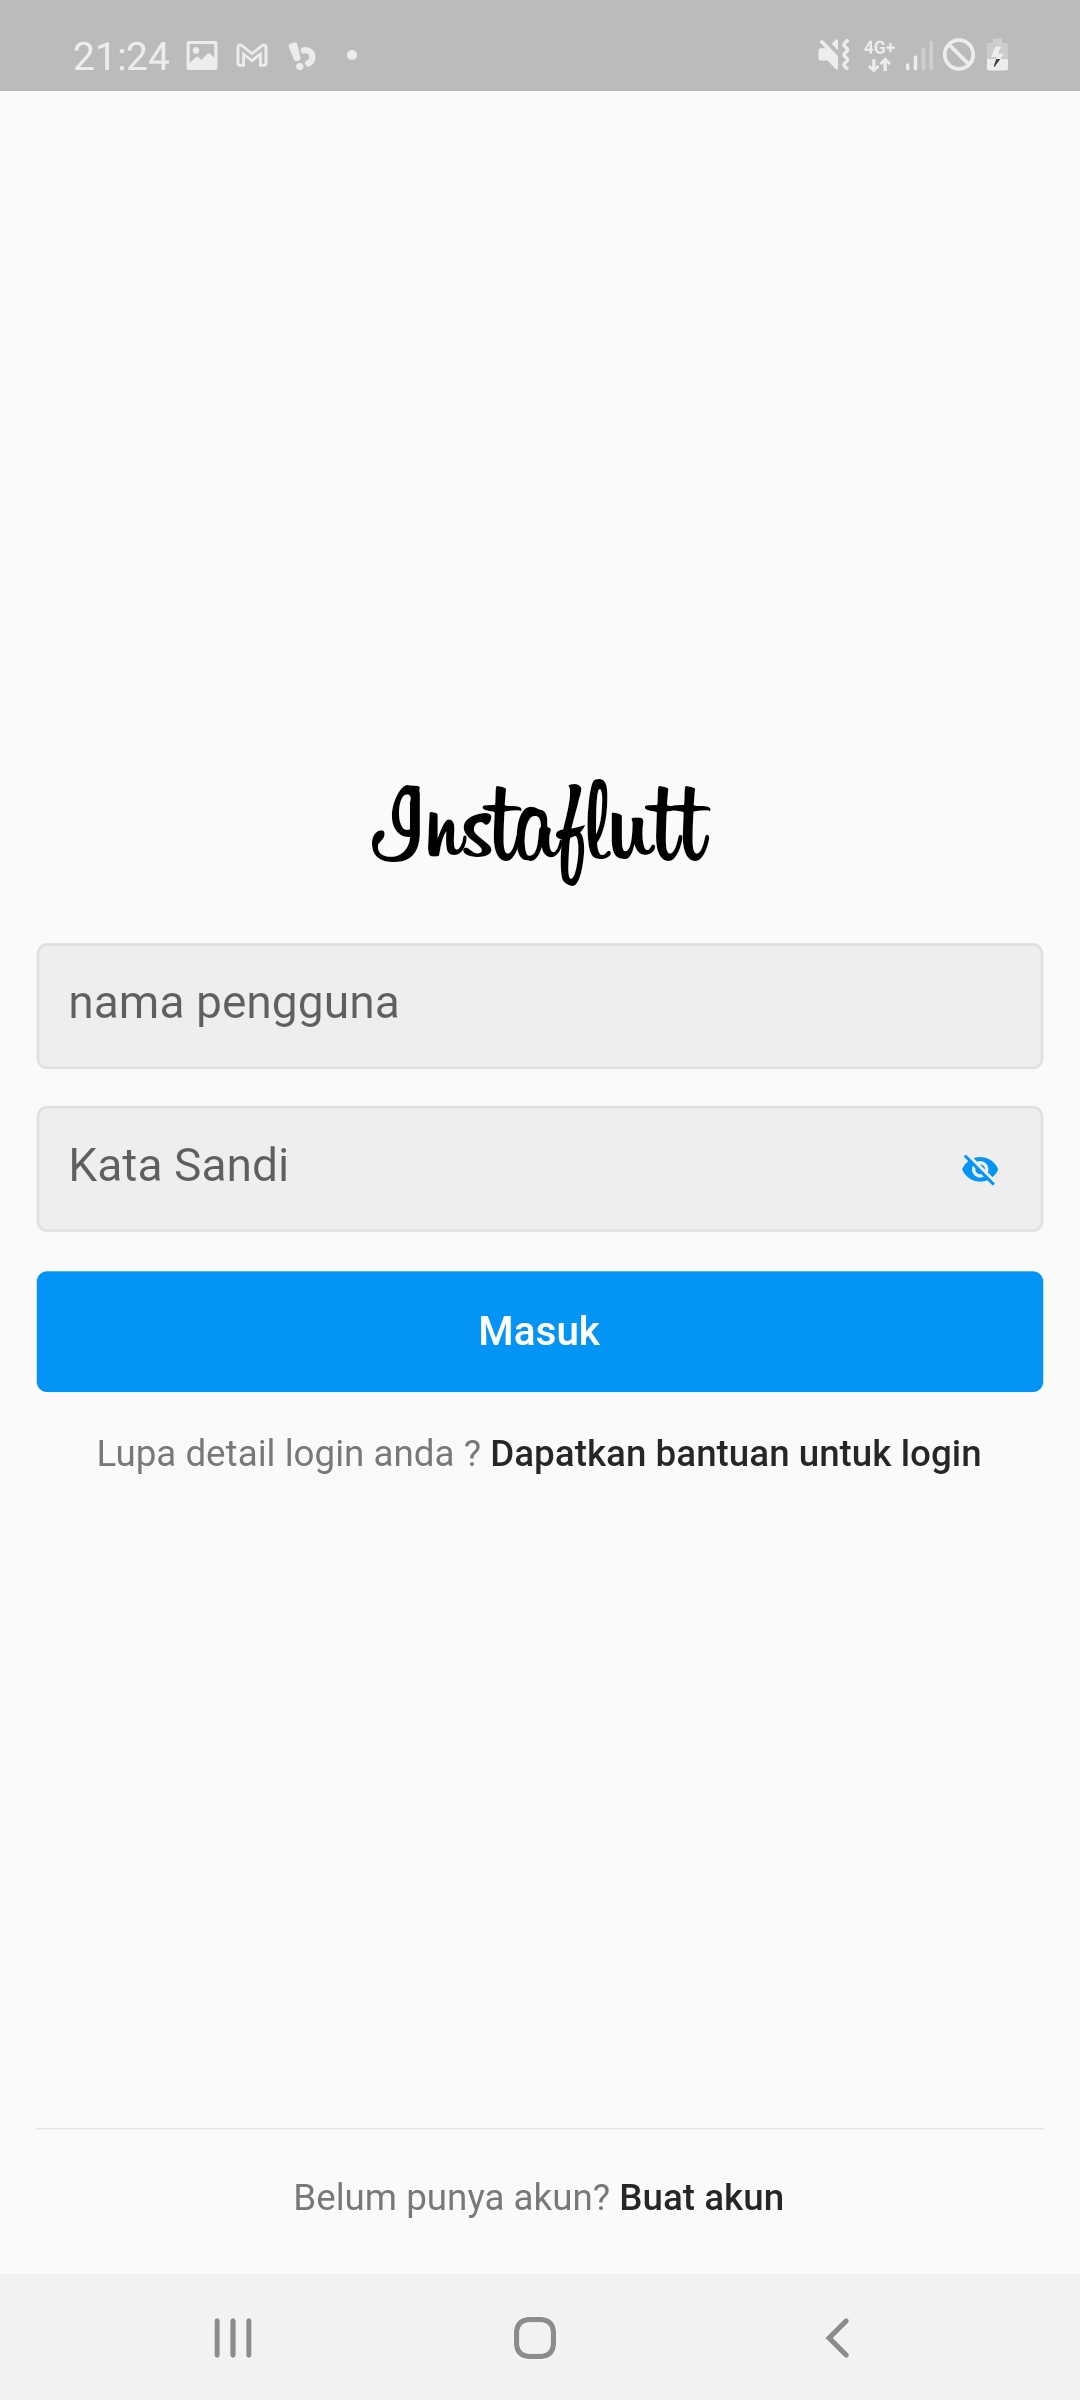 21:24
4G+
Instaflutt
nama pengguna
Kata Sandi
Masuk
Lupa detail login anda ? Dapatkan bantuan untuk login
Belum punya akun? Buat akun